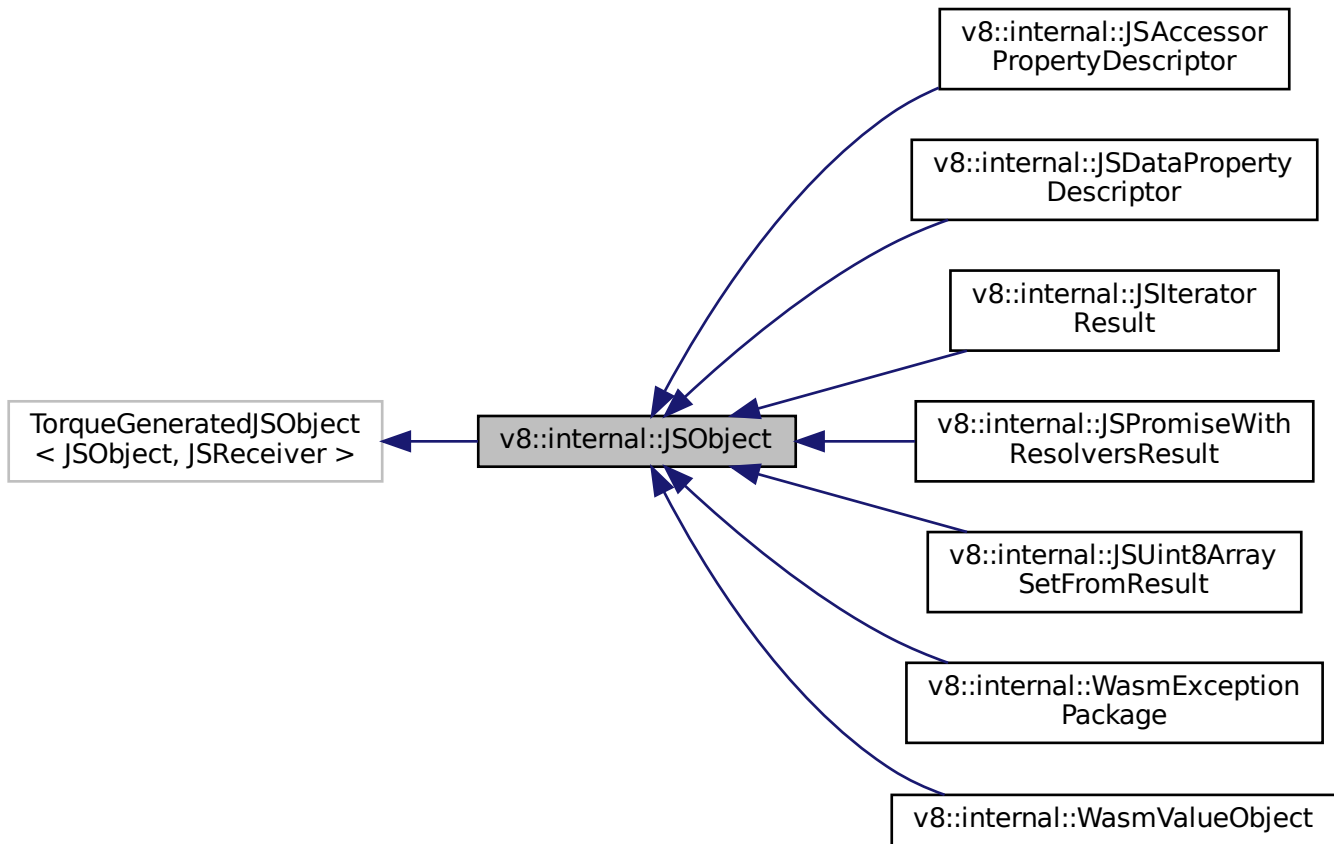 v8::internal::JSAccessor
PropertyDescriptor
v8::internal::JSDataProperty
Descriptor
v8::internal::JSIterator
Result
TorqueGeneratedJSObject
< JSObject, JSReceiver >
v8::internal::JSObject
v8::internal::JSPromiseWith
ResolversResult
v8::internal::JSUint8Array
SetFromResult
v8::internal::WasmException
Package
v8::internal::WasmValueObject